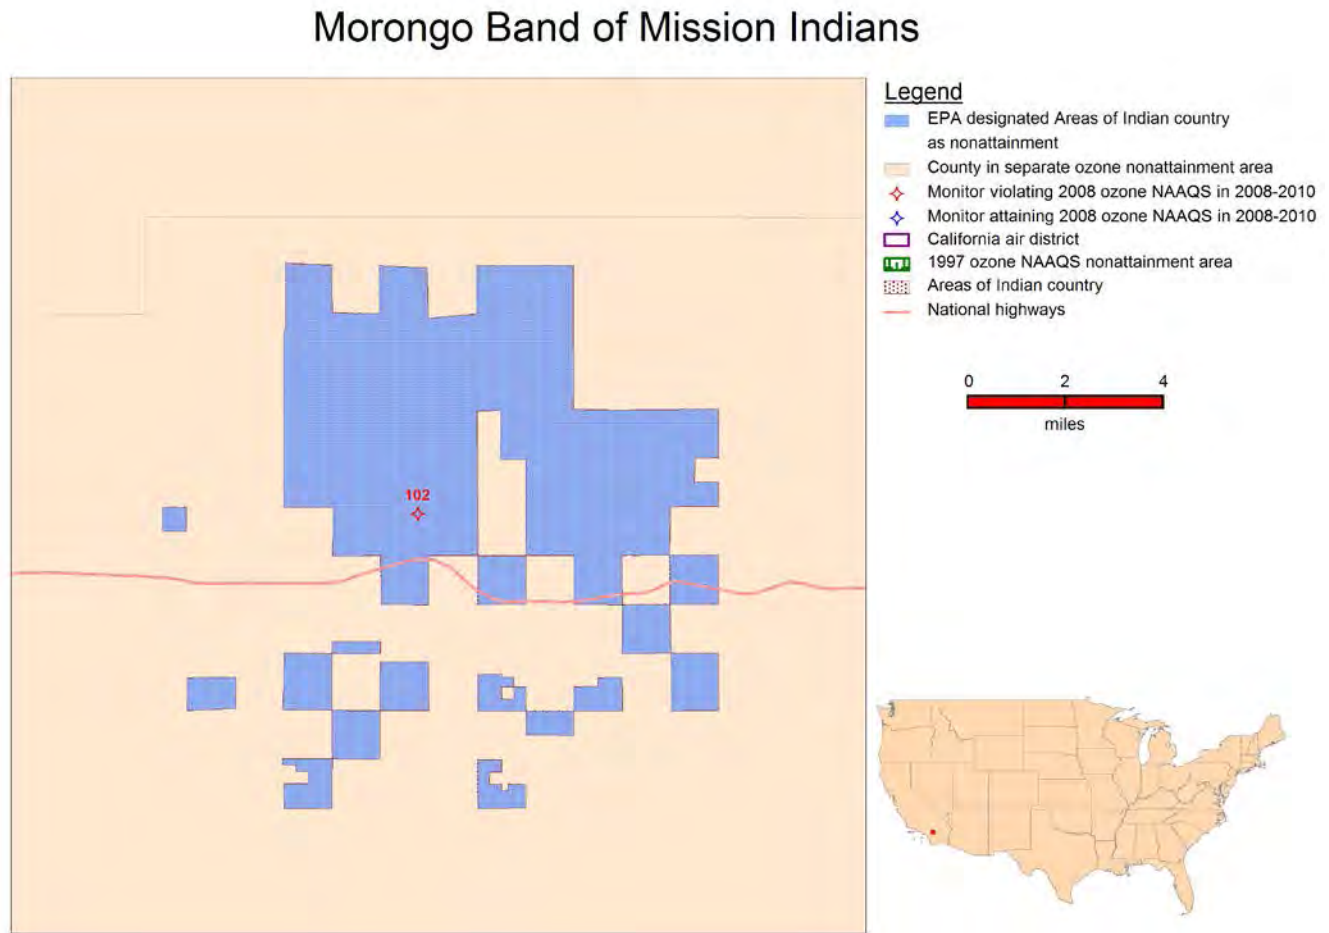 Morongo Band of Mission Indians
Legend
EPA designated Areas of Indian country
as nonattainment
County in separate ozone nonattainment area
Monitor violating 2008 ozone NAAQS in 2008-2010
Monitor attaining 2008 ozone NAAQS in 2008-2010
California air district
1997 ozone NAAQS nonattainment area
Areas of Indian country
National highways
0 2 4
miles
102